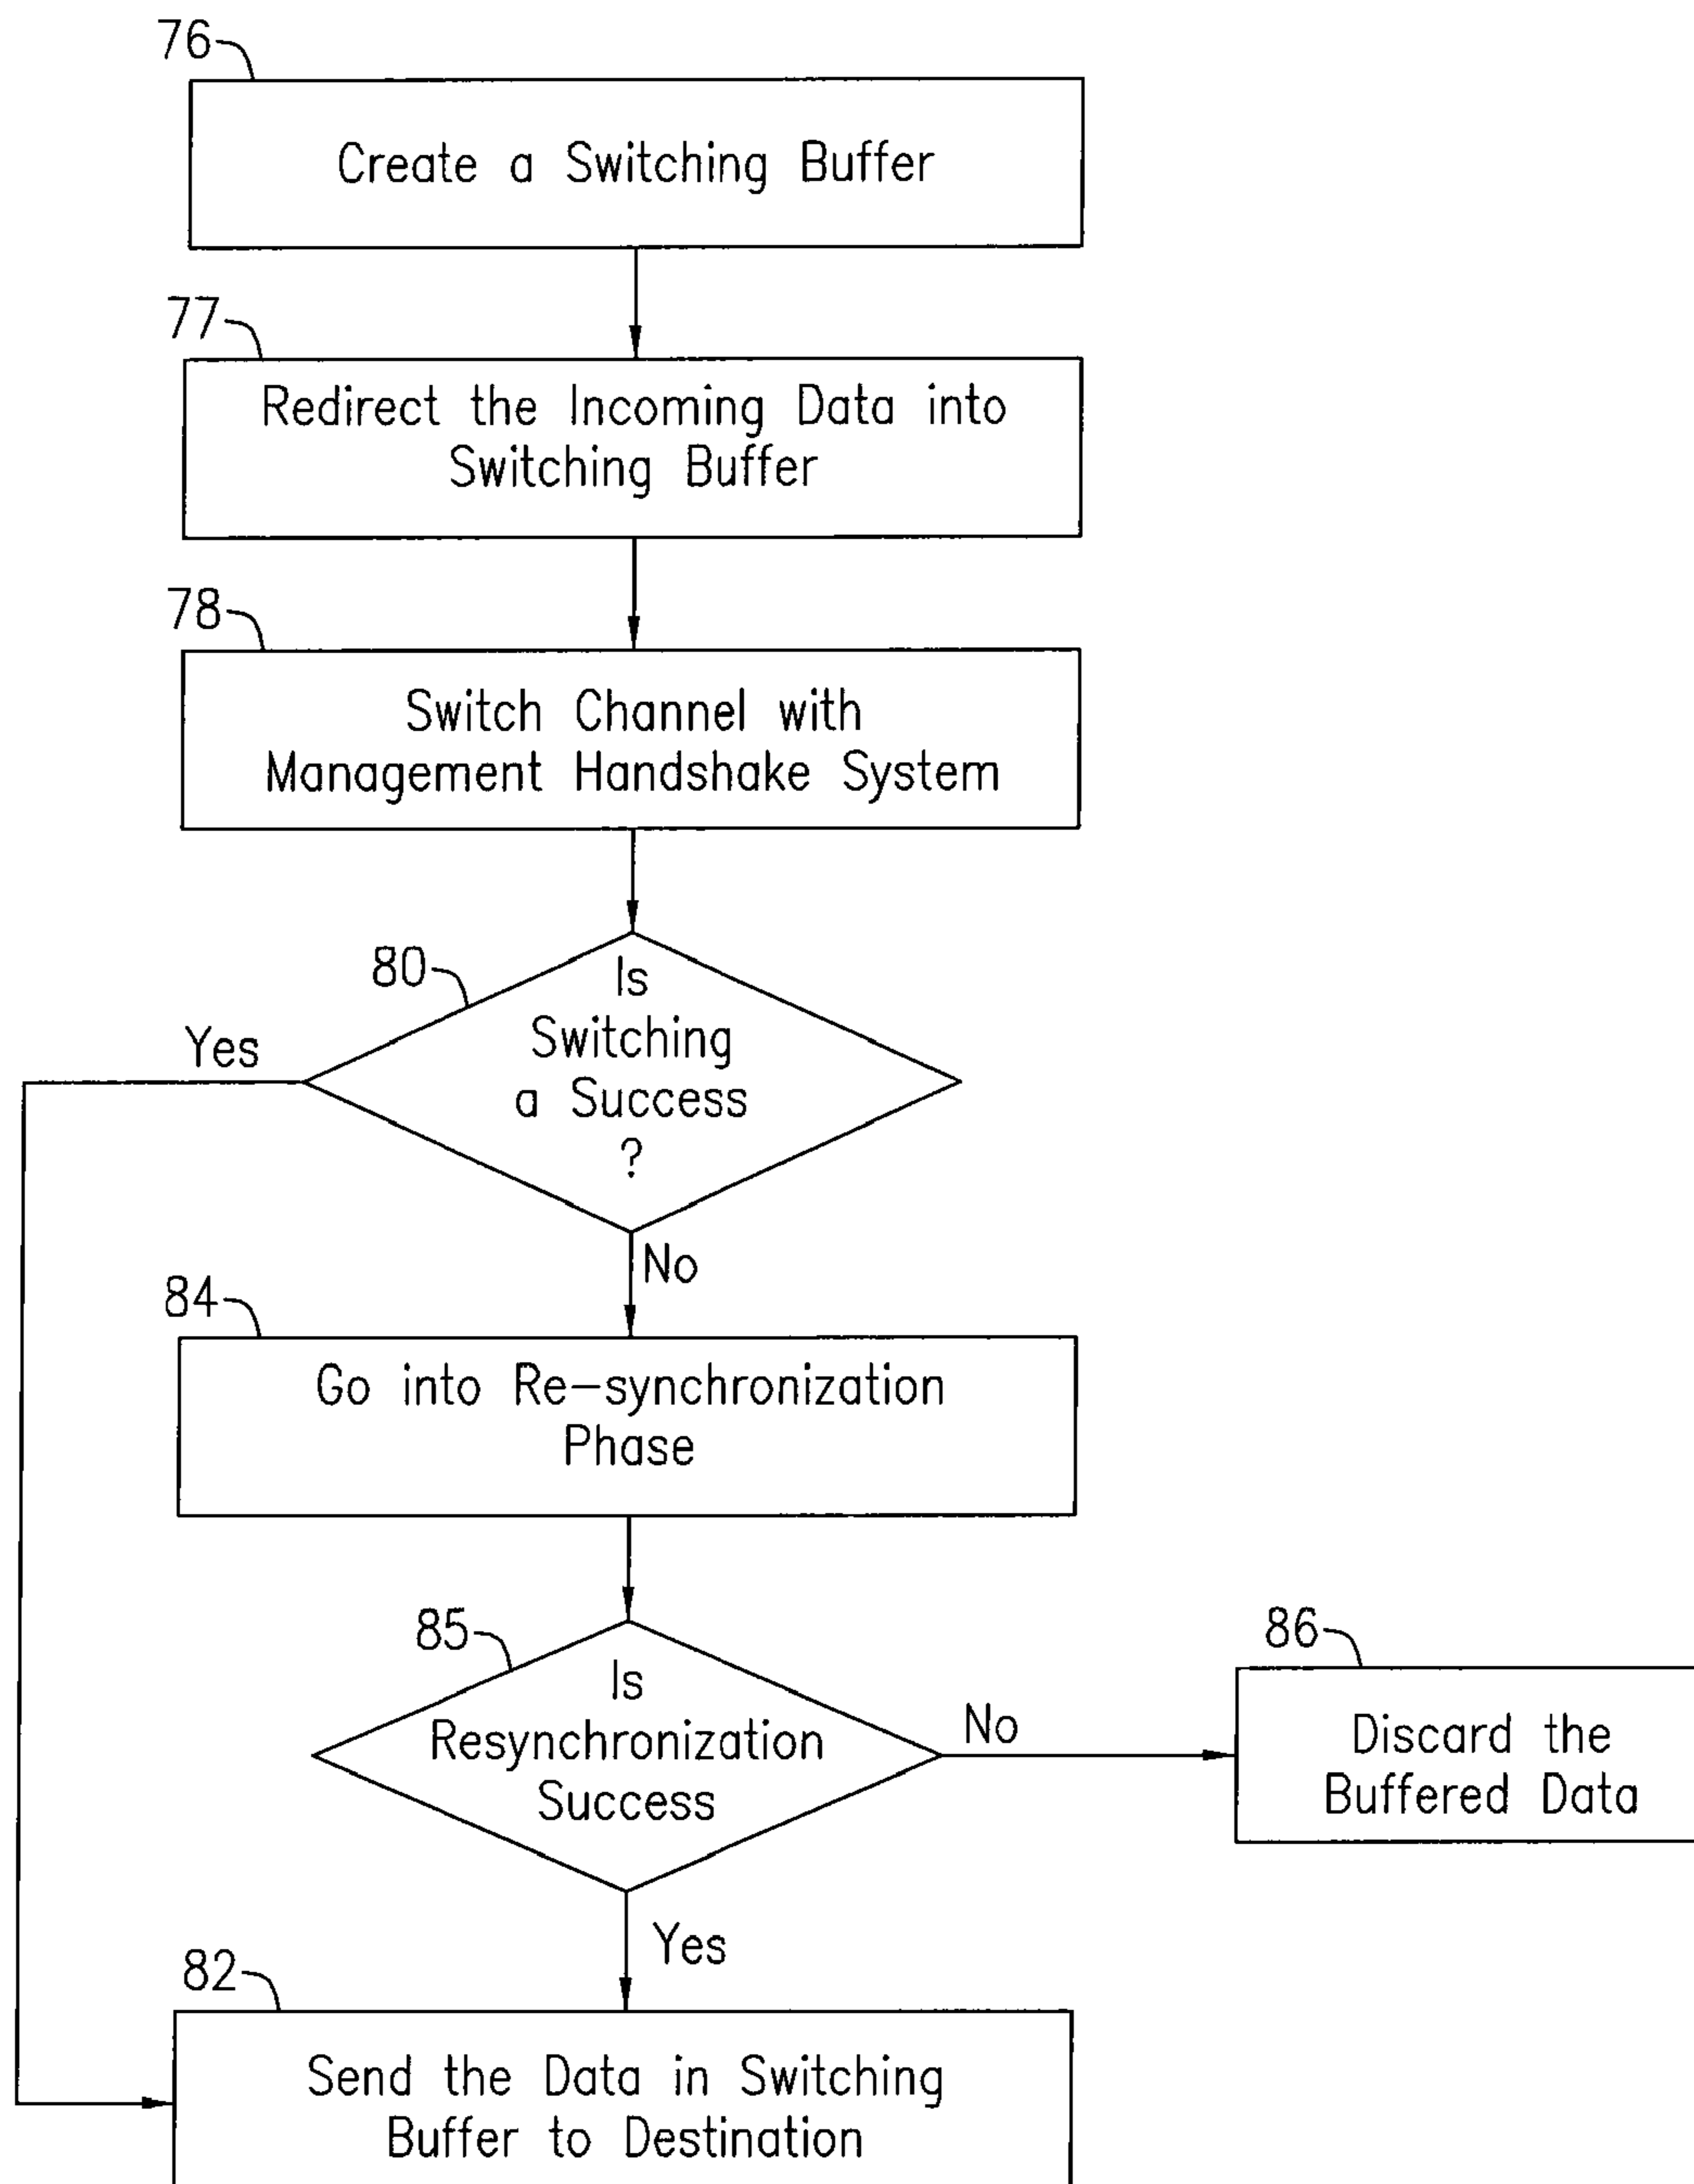 76
Create a Switching Buffer
77
Redirect the Incoming Data into
Switching Buffer
78
Switch Channel with
Management Handshake System
80
Is
Switching
a Success
?
Yes
No
84
Go into Re-synchronization
Phase
85
Is
Resynchronization
Success
No
86
Discard the
Buffered Data
Yes
82
Send the Data in Switching
Buffer to Destination